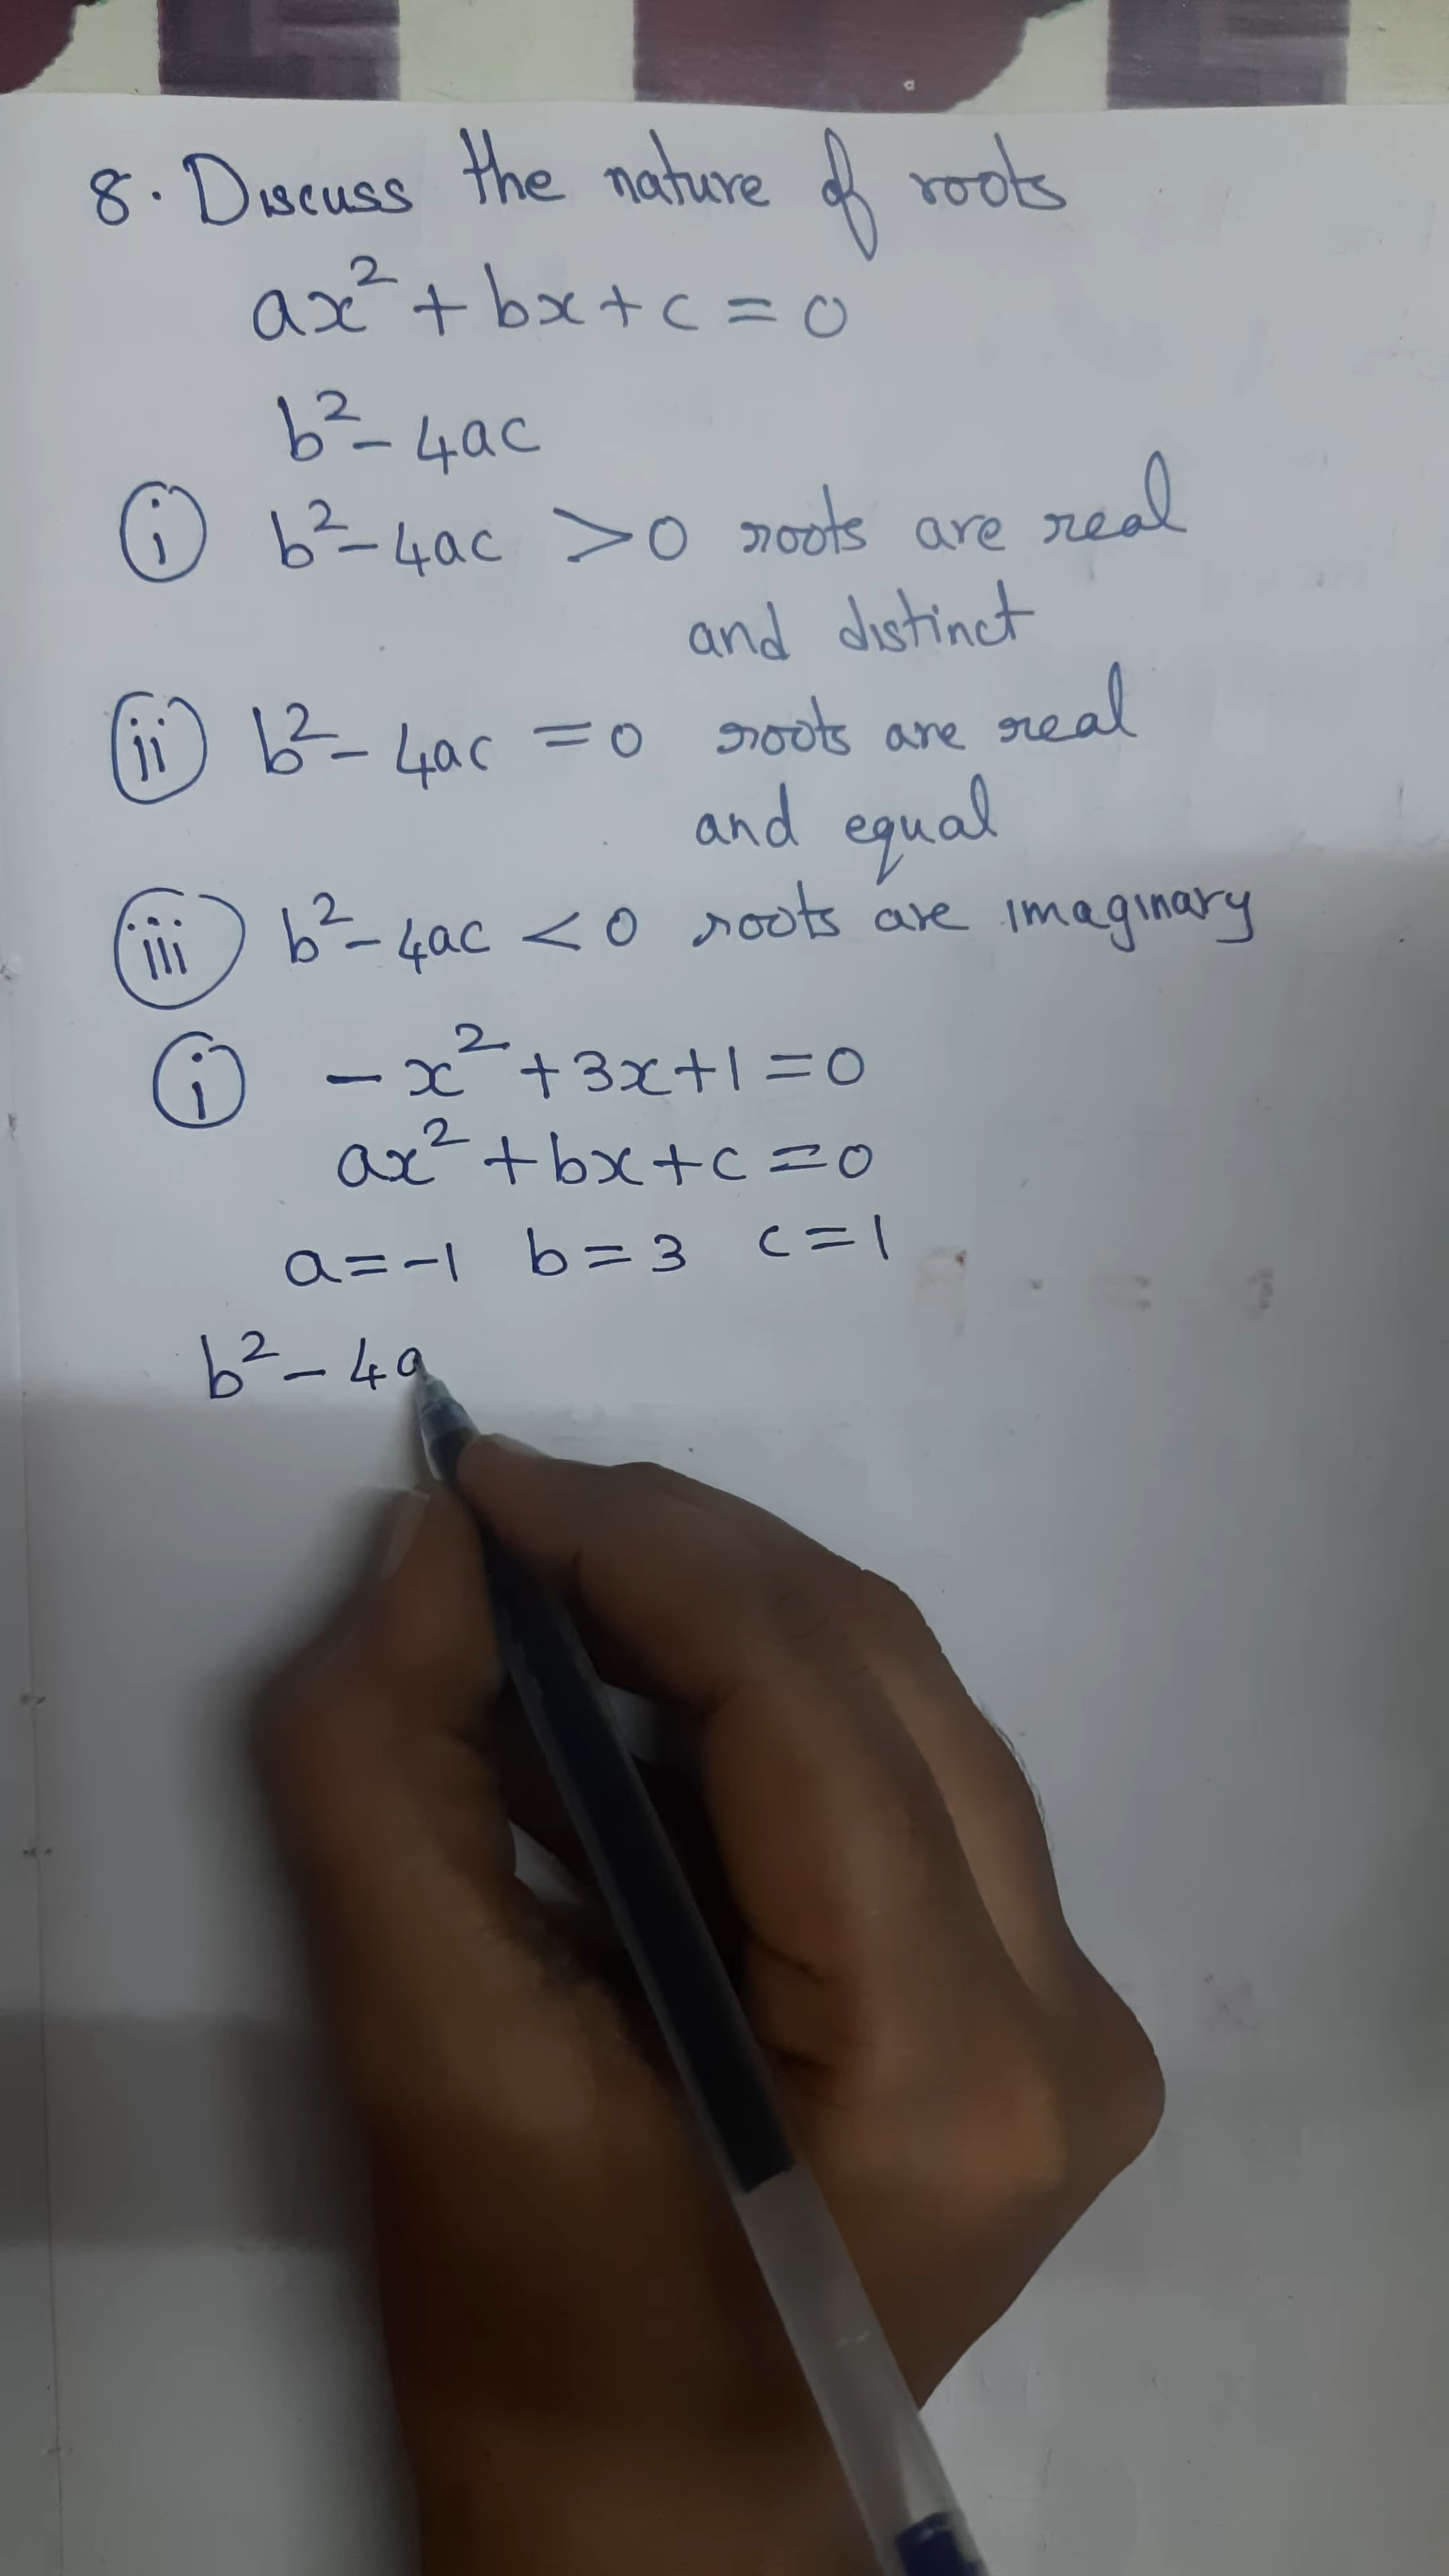 8. Discuss the nature of roots
ax² + bx + c = 0
b² - 4ac
(i) b² - 4ac > 0 roots are real
and distinct
(ii) b² - 4ac = 0 roots are real
and equal
(iii) b² - 4ac < 0 roots are imaginary
(i) - x² + 3x + 1 = 0
ax² + bx + c = 0
a = -1 b = 3 c = 1
b² - 4a